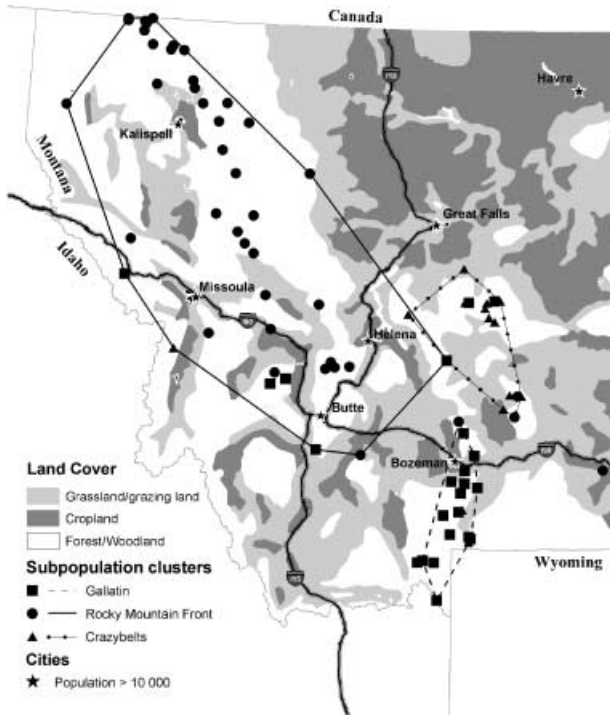 Canada
Havre
Kalispell
Montana
Great Falls
Idaho
Missoula
Helena
Butte
Bozeman
Wyoming
Land Cover
Grassland/grazing land
Cropland
Forest/Woodland
Subpopulation clusters
Gallatin
Rocky Mountain Front
Crazybelts
Cities
Population > 10 000